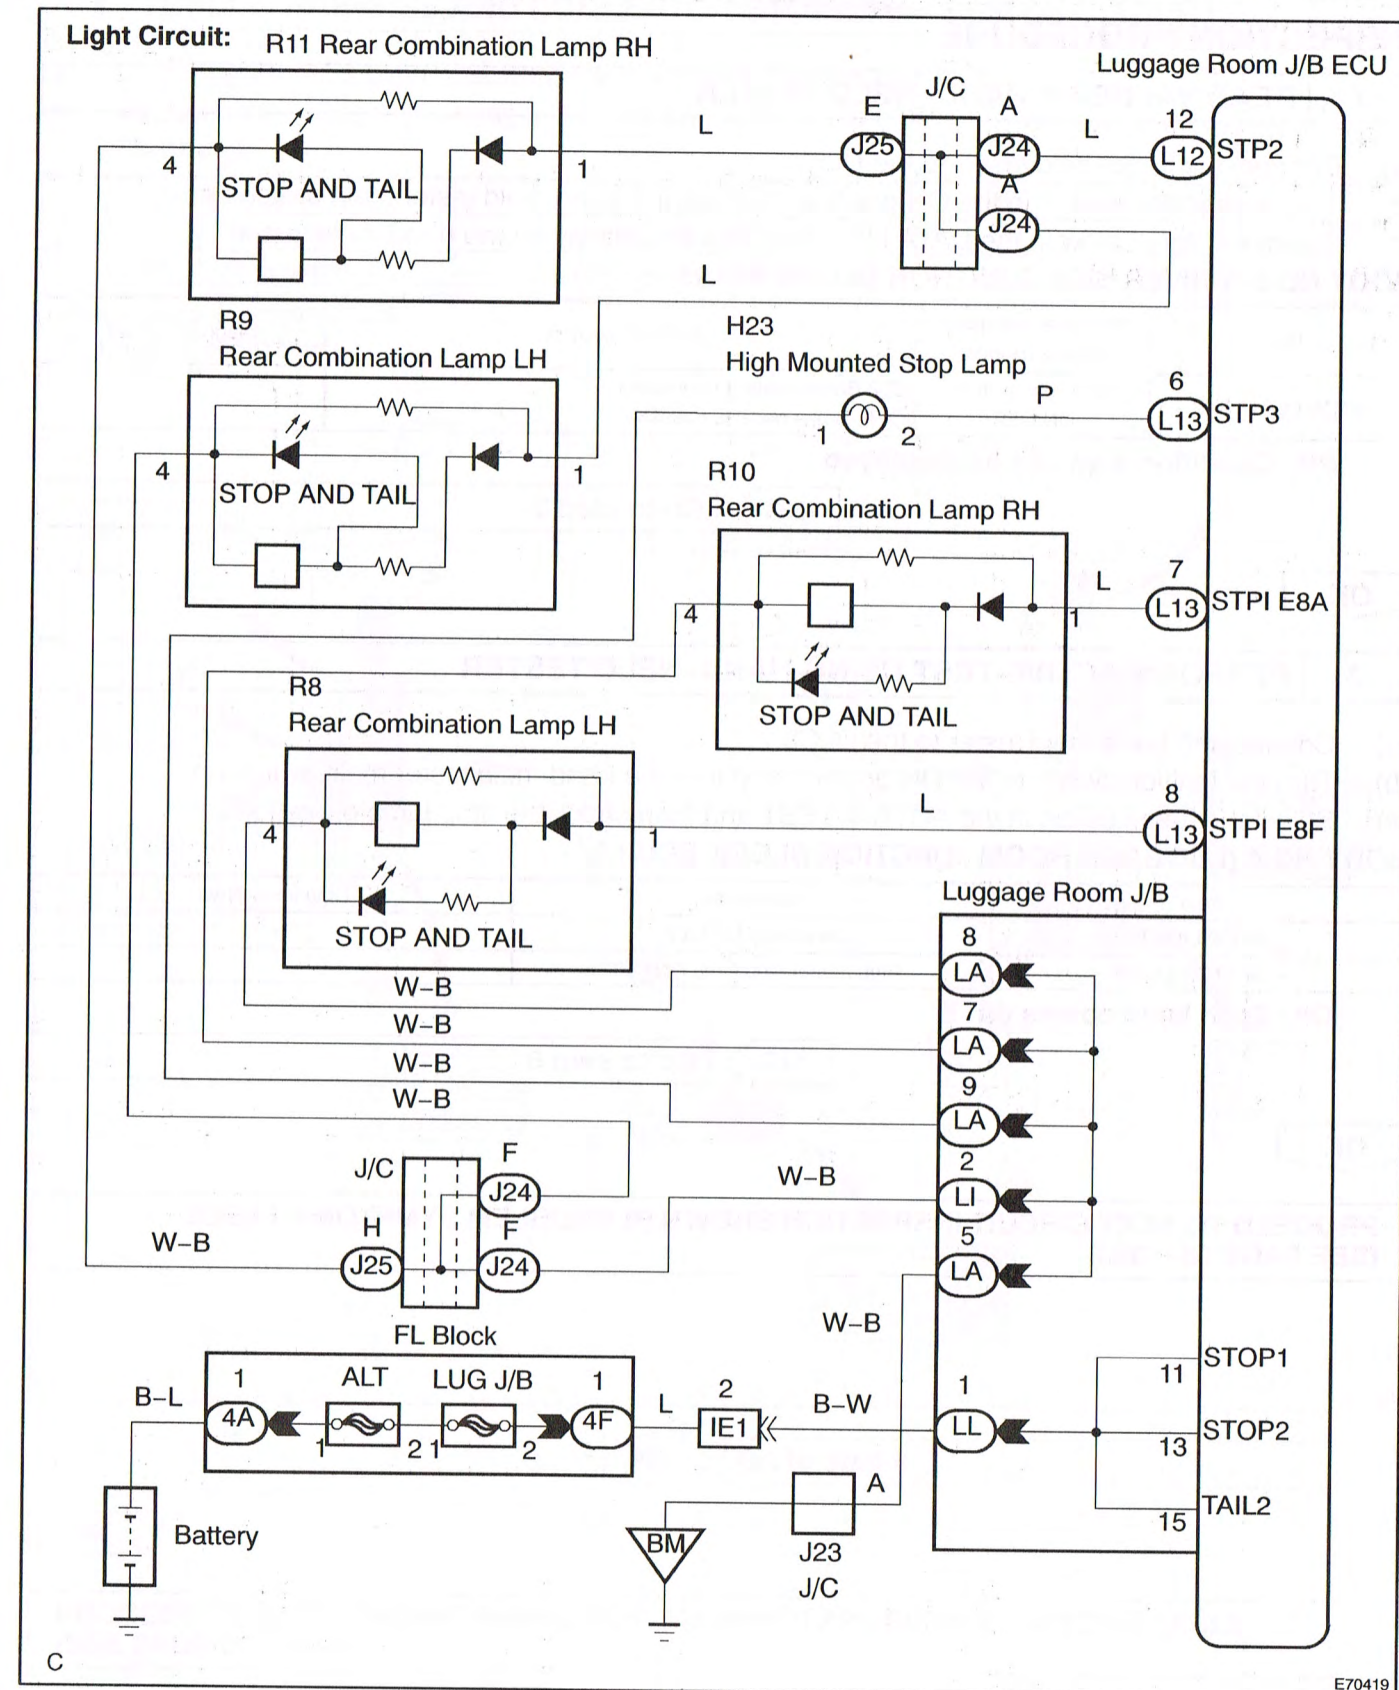 Light Circuit:
R11 Rear Combination Lamp RH
Luggage Room J/B ECU
J/C
E
A
L
L
12
4
STOP AND TAIL
1
J25
J24
L12
STP2
A
J24
L
R9
Rear Combination Lamp LH
H23
High Mounted Stop Lamp
P
6
4
STOP AND TAIL
1
1
2
L13
STP3
R10
Rear Combination Lamp RH
4
1
L
7
L13
STPI E8A
STOP AND TAIL
R8
Rear Combination Lamp LH
4
1
L
8
L13
STPI E8F
STOP AND TAIL
Luggage Room J/B
8
LA
W–B
7
LA
W–B
W–B
9
LA
W–B
J/C
F
J24
W–B
2
LI
W–B
H
J25
F
J24
5
LA
W–B
FL Block
1
ALT
LUG J/B
1
B–L
4A
1
2
1
2
4F
L
2
IE1
B–W
1
LL
11
STOP1
13
STOP2
15
TAIL2
Battery
BM
A
J23
J/C
C
E70419